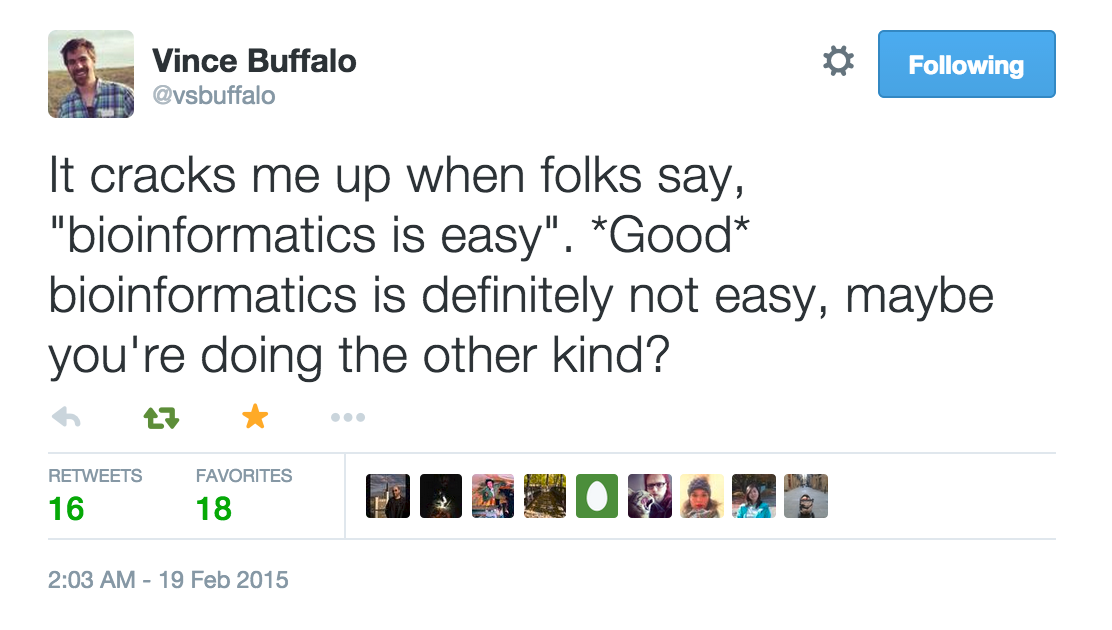 Vince Buffalo
@vsbuffalo
Following
It cracks me up when folks say,
"bioinformatics is easy". *Good*
bioinformatics is definitely not easy, maybe
you're doing the other kind?
RETWEETS
16
FAVORITES
18
2:03 AM - 19 Feb 2015